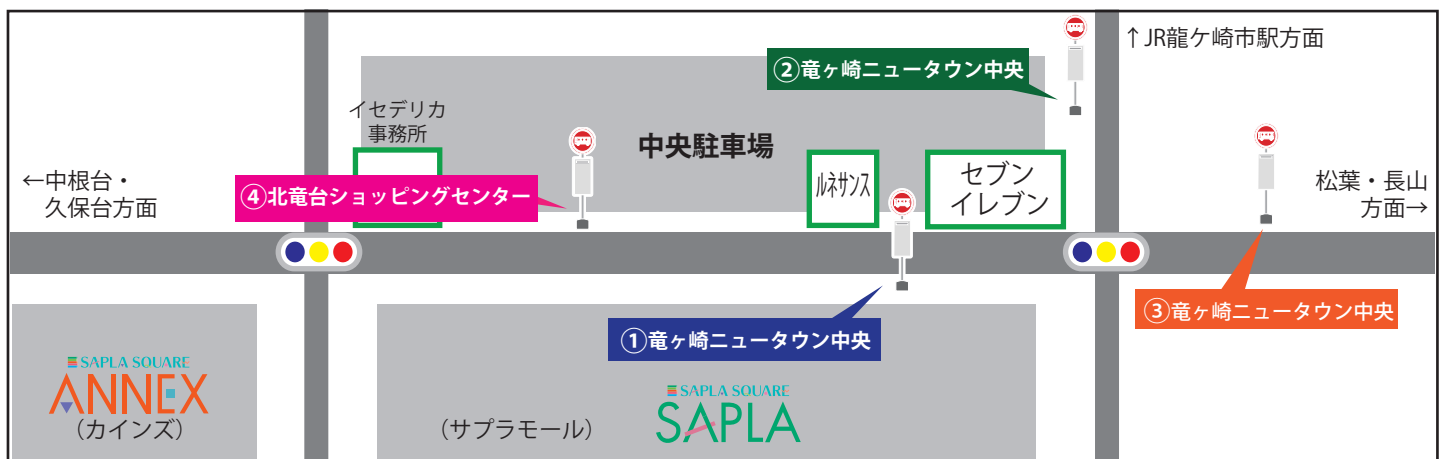 ↑JR龍ケ崎市駅方面
②竜ヶ崎ニュータウン中央
イセデリカ
事務所
中央駐車場
←中根台・
久保台方面
④北竜台ショッピングセンター
ルネサンス
セブン
イレブン
松葉・長山
方面→
③竜ヶ崎ニュータウン中央
①竜ヶ崎ニュータウン中央
SAPLA SQUARE
ANNEX
(カインズ)
(サプラモール)
SAPLA SQUARE
SAPLA